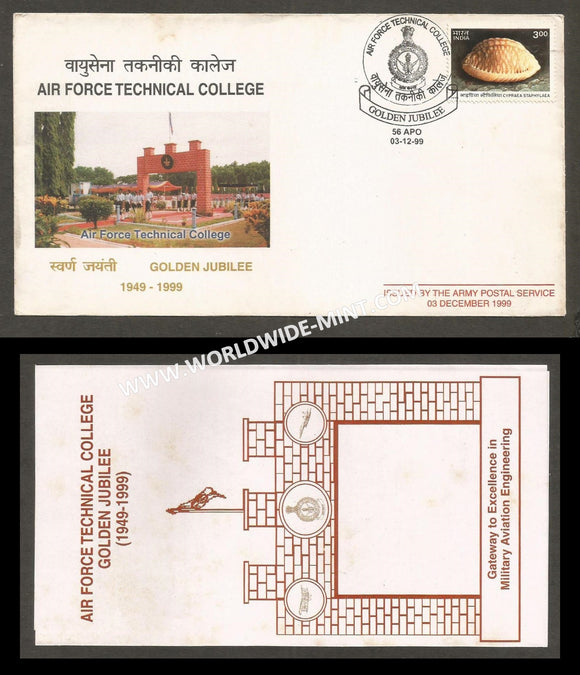 वायुसेना तकनीकी कालेज
AIR FORCE TECHNICAL COLLEGE
Air Force Technical College
स्वर्ण जयंती GOLDEN JUBILEE
1949 - 1999
AIR FORCE TECHNICAL COLLEGE
वायुसेना तकनीकी कालेज
GOLDEN JUBILEE
56 APO
03-12-99
भारत 3.00
INDIA
CYPRAEA STAPHYLAEA
ISSUED BY THE ARMY POSTAL SERVICE
03 DECEMBER 1999
WWW.WORLDWIDE-MINT.COM
AIR FORCE TECHNICAL COLLEGE
GOLDEN JUBILEE
(1949-1999)
Gateway to Excellence in
Military Aviation Engineering